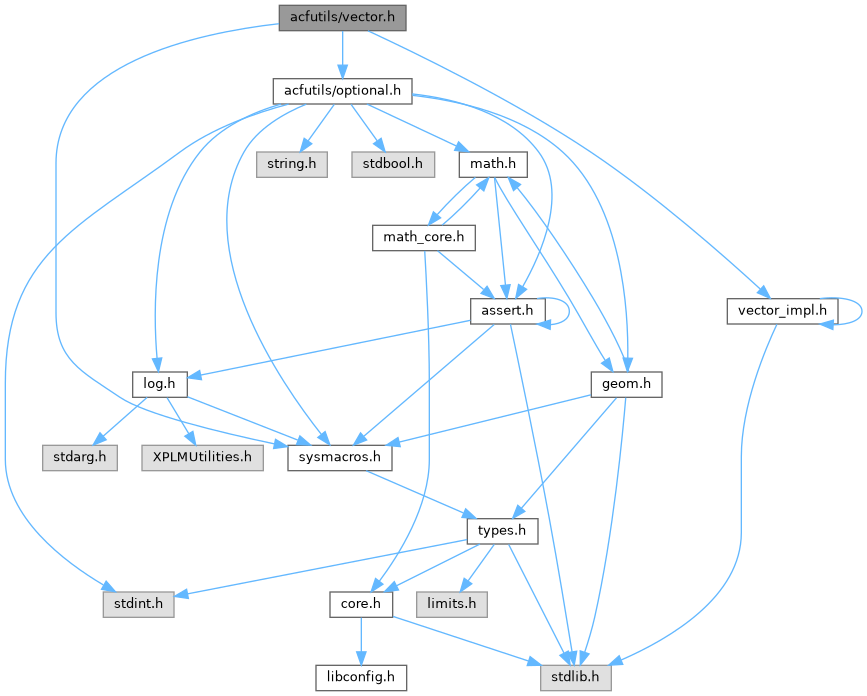 acfutils/vector.h
acfutils/optional.h
string.h
stdbool.h
math.h
math_core.h
assert.h
vector_impl.h
log.h
geom.h
stdarg.h
XPLMUtilities.h
sysmacros.h
types.h
stdint.h
core.h
limits.h
libconfig.h
stdlib.h